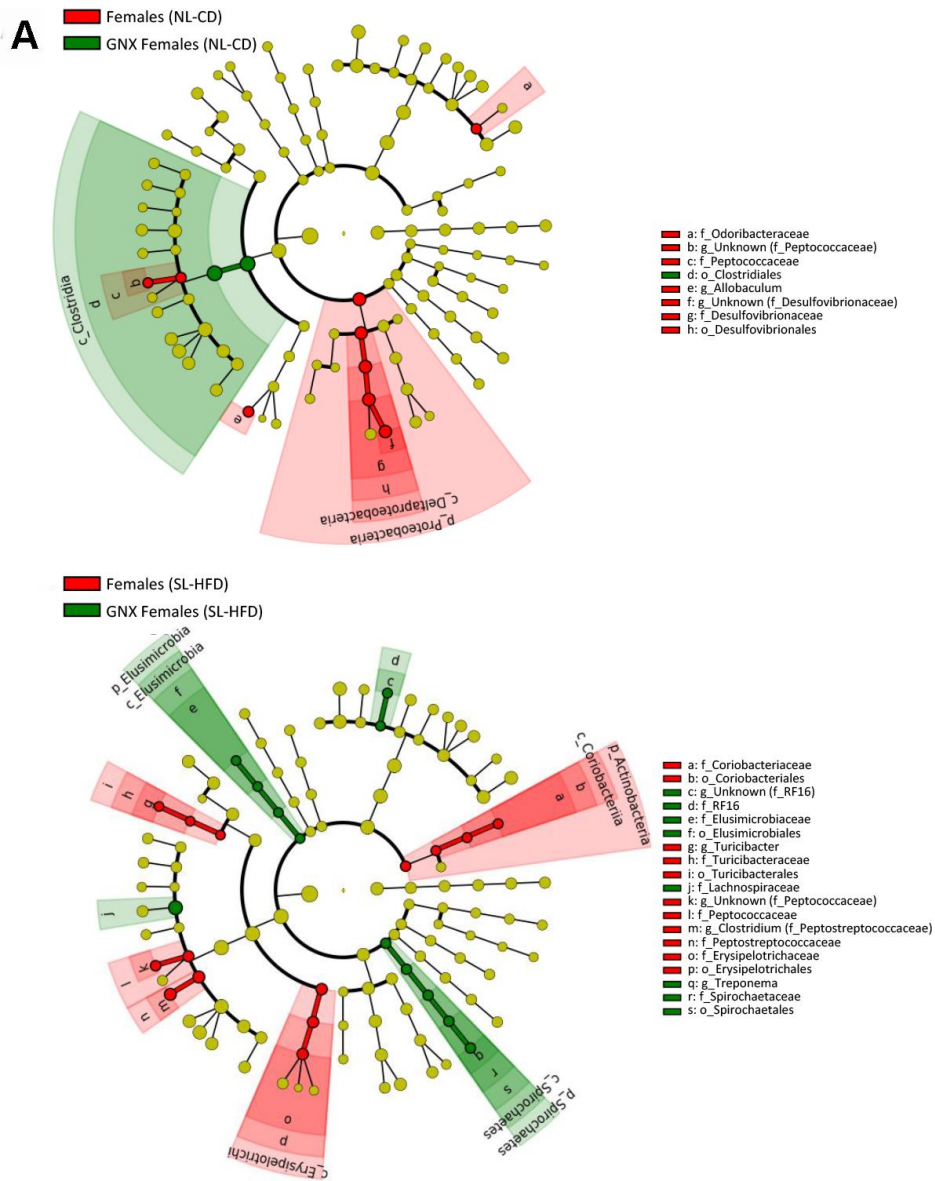 A
Females (NL-CD)
GNX Females (NL-CD)
a
b
c
d
c_Clostridia
e
f
g
h
c_Deltaproteobacteria
p_Proteobacteria
a: f_Odoribacteraceae
b: g_Unknown (f_Peptococcaceae)
c: f_Peptococcaceae
d: o_Clostridiales
e: g_Allobaculum
f: g_Unknown (f_Desulfovibrionaceae)
g: f_Desulfovibrionaceae
h: o_Desulfovibrionales
Females (SL-HFD)
GNX Females (SL-HFD)
p_Elusimicrobia
c_Elusimicrobia
f
e
d
c
p_Actinobacteria
c_Coriobacteriia
b
a
i
h
g
j
k
l
m
n
o
p
c_Erysipelotrichi
q
r
s
c_Spirochaetes
p_Spirochaetes
a: f_Coriobacteriaceae
b: o_Coriobacteriales
c: g_Unknown (f_RF16)
d: f_RF16
e: f_Elusimicrobiaceae
f: o_Elusimicrobiales
g: g_Turicibacter
h: f_Turicibacteraceae
i: o_Turicibacterales
j: f_Lachnospiraceae
k: g_Unknown (f_Peptococcaceae)
l: f_Peptococcaceae
m: g_Clostridium (f_Peptostreptococcaceae)
n: f_Peptostreptococcaceae
o: f_Erysipelotrichaceae
p: o_Erysipelotrichales
q: g_Treponema
r: f_Spirochaetaceae
s: o_Spirochaetales